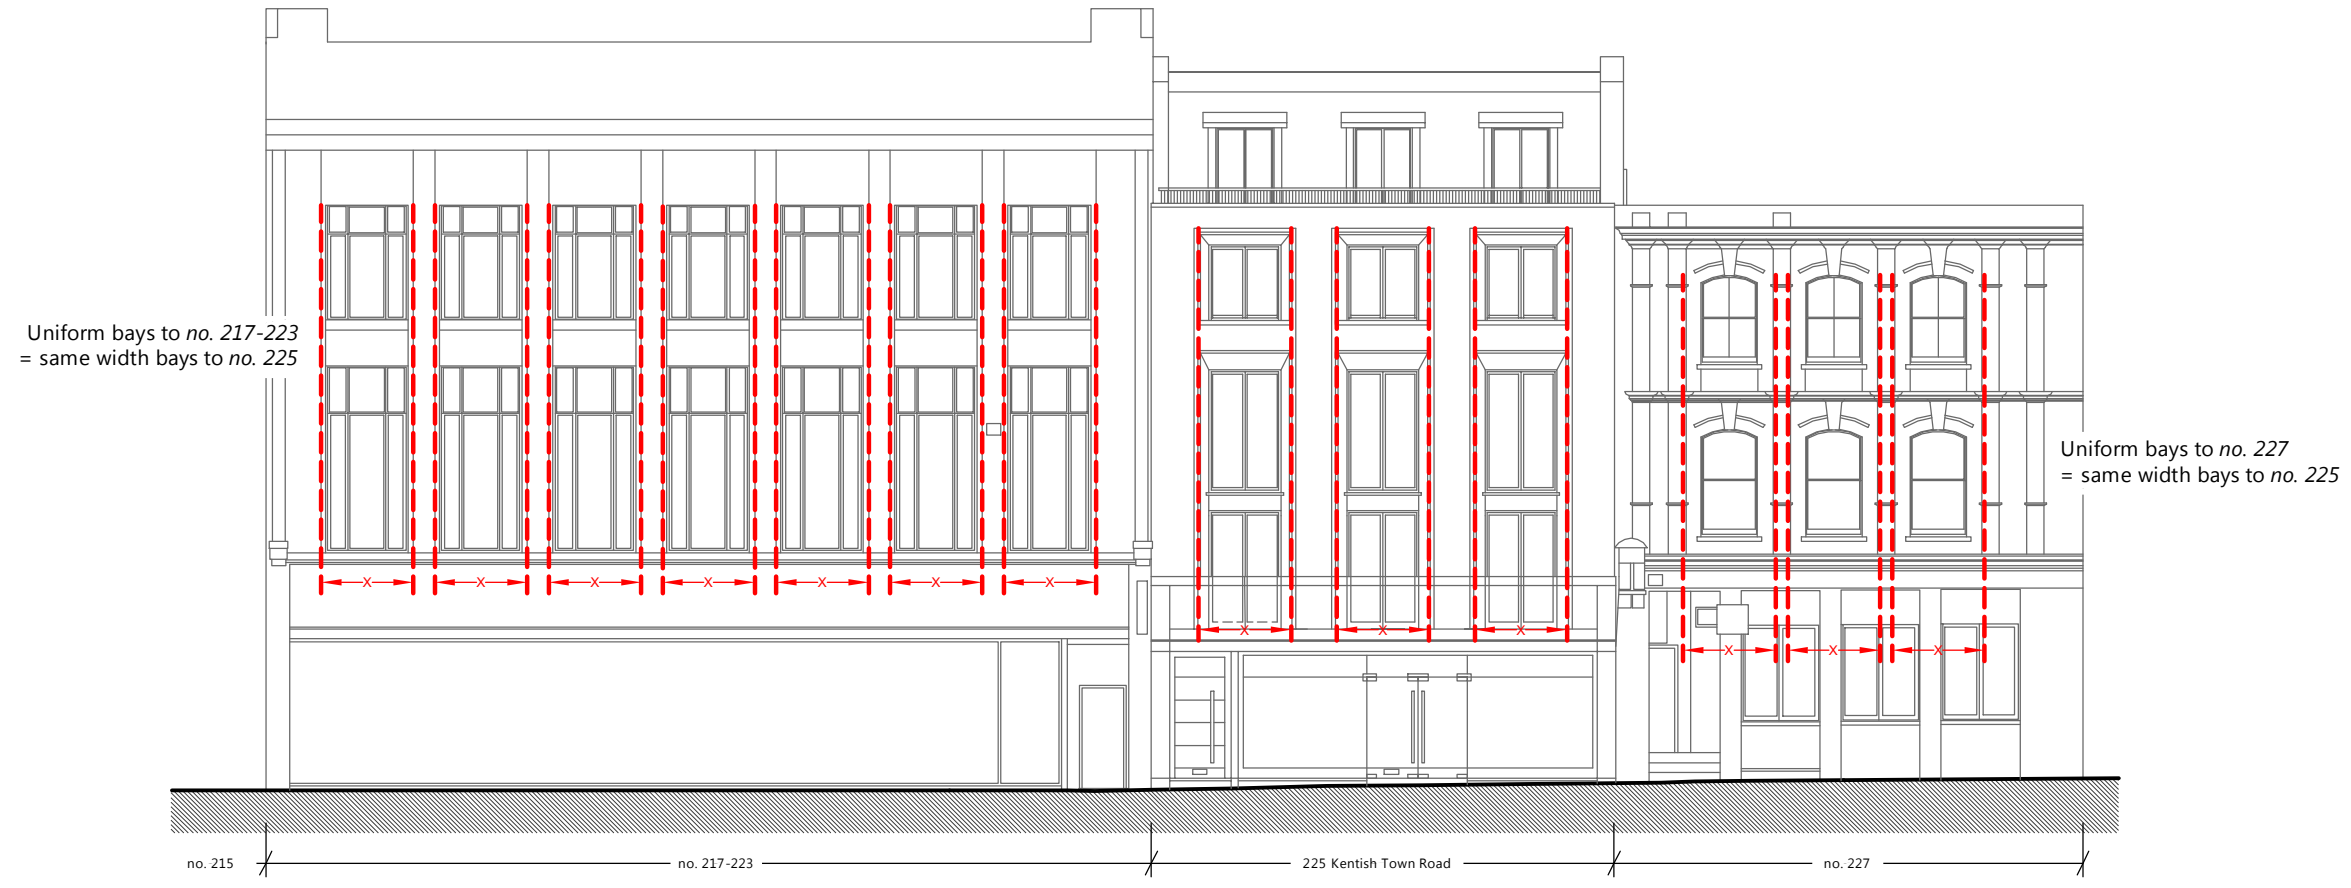 Uniform bays to no. 217-223
= same width bays to no. 225
Uniform bays to no. 227
= same width bays to no. 225
x x x x x x x
x x x
x x x
no. 215
no. 217-223
225 Kentish Town Road
no. 227